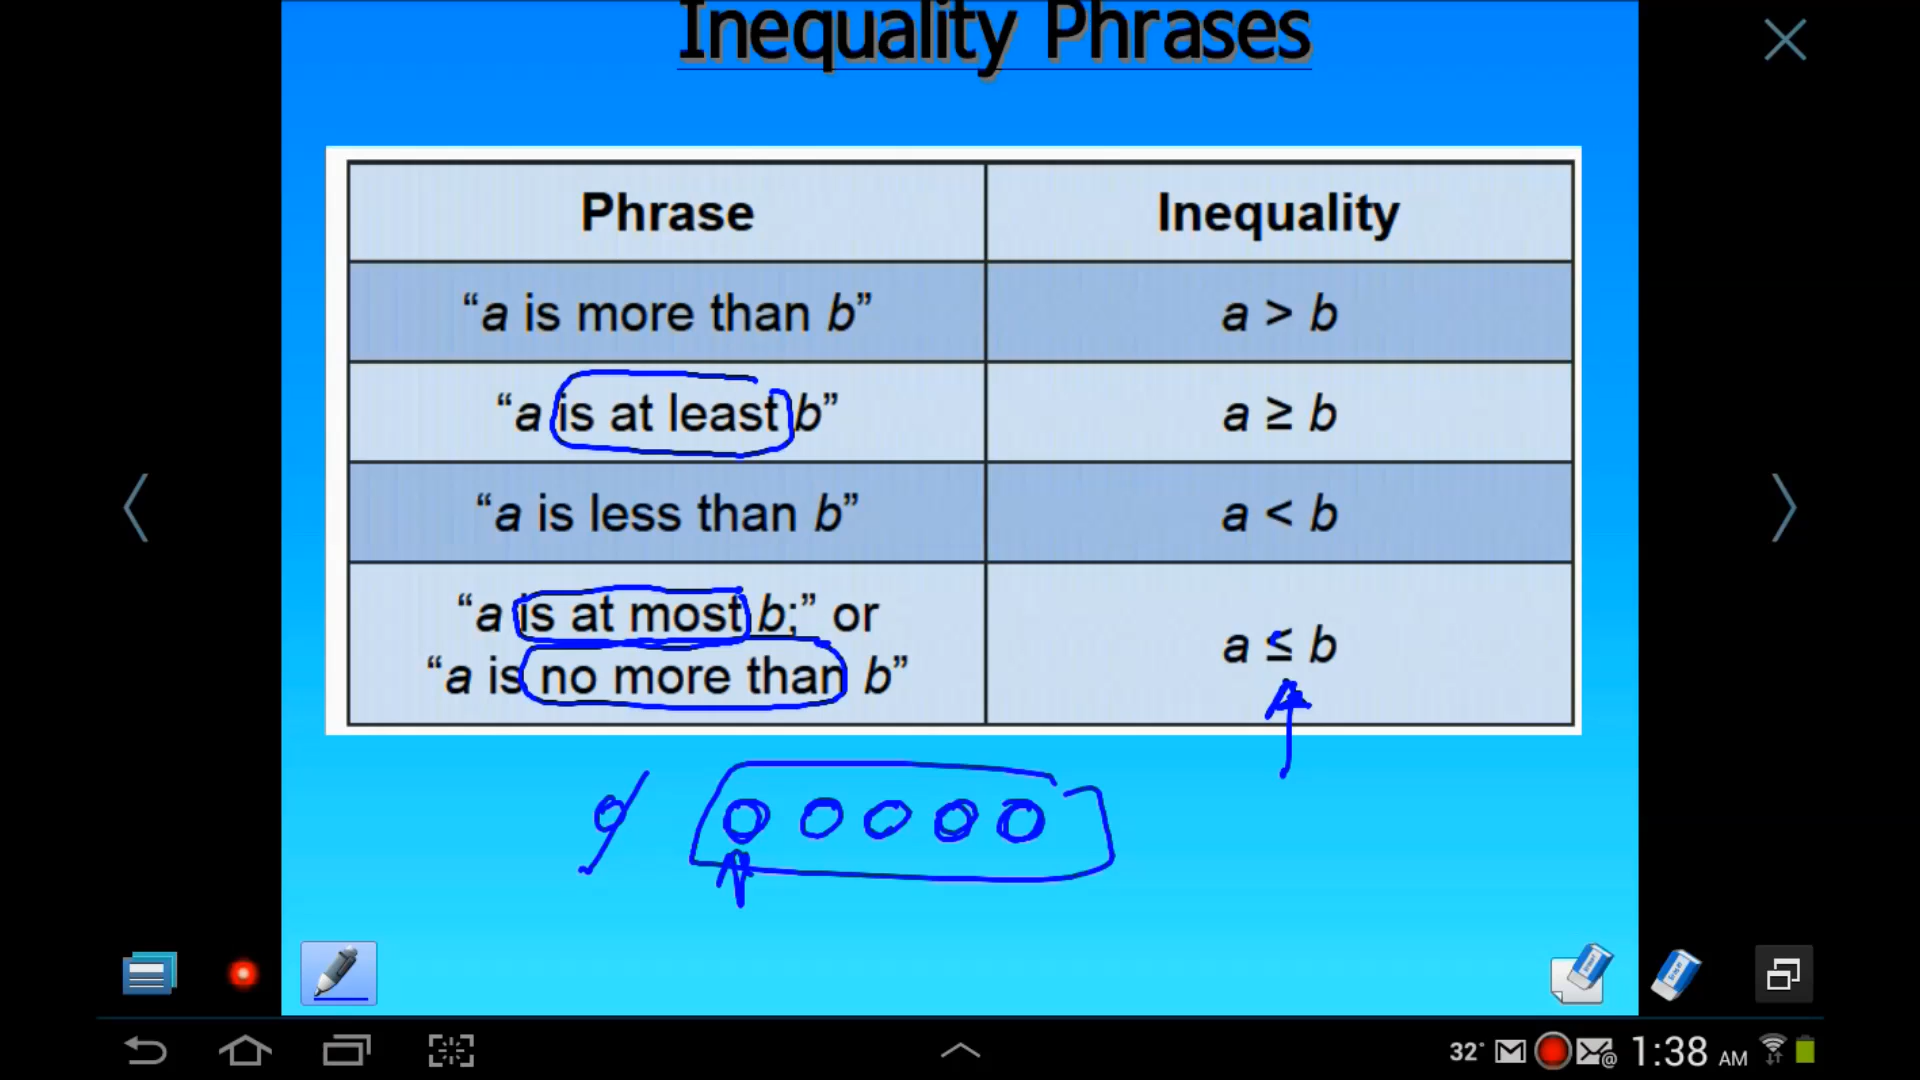 Inequality Phrases
Phrase Inequality
“a is more than b” a > b
“a is at least b” a ≥ b
“a is less than b” a < b
“a is at most b;” or
“a is no more than b” a ≤ b
32° 1:38 AM